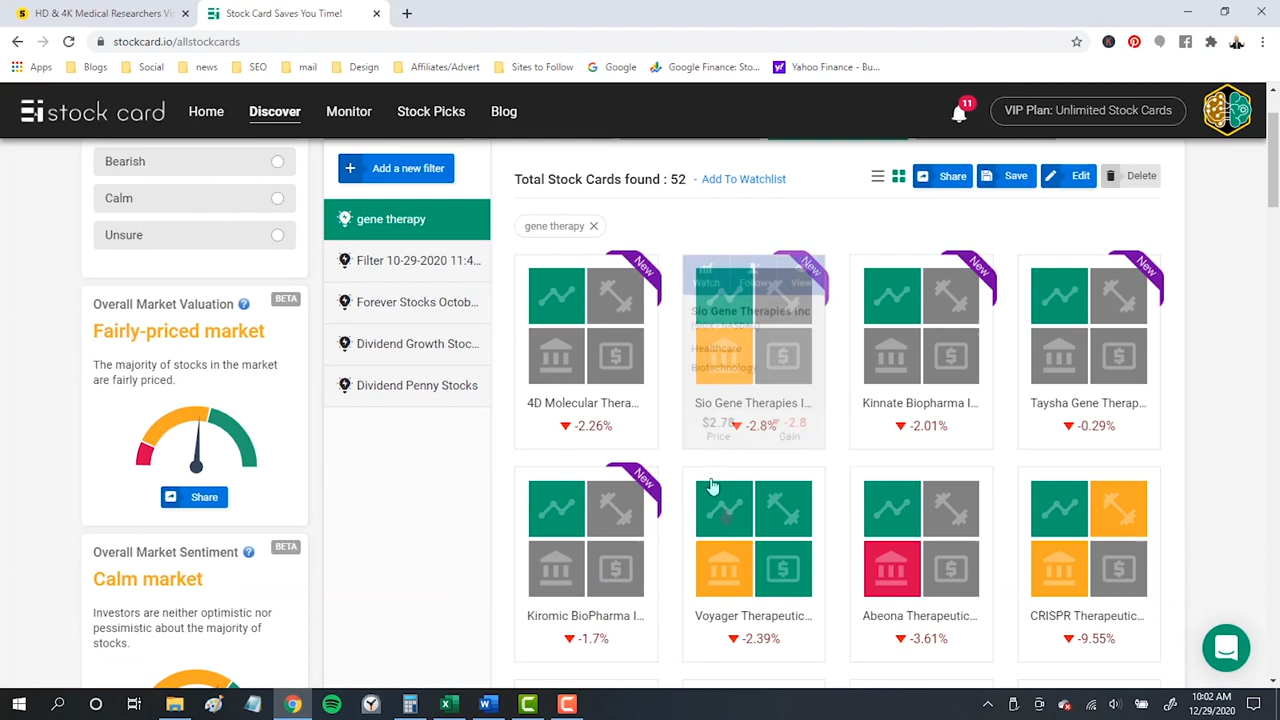 HD & 4K Medical Researchers Vi
Stock Card Saves You Time!
stockcard.io/allstockcards
Apps
Blogs
Social
news
SEO
mail
Design
Affiliates/Advert
Sites to Follow
Google
Google Finance: Sto...
Yahoo Finance - Bu...
stock card
Home
Discover
Monitor
Stock Picks
Blog
11
VIP Plan: Unlimited Stock Cards
Bearish
Calm
Unsure
Overall Market Valuation ?
BETA
Fairly-priced market
The majority of stocks in the market
are fairly priced.
Share
Overall Market Sentiment ?
BETA
Calm market
Investors are neither optimistic nor
pessimistic about the majority of
stocks.
+ Add a new filter
gene therapy
Filter 10-29-2020 11:4...
Forever Stocks Octob...
Dividend Growth Stoc...
Dividend Penny Stocks
Total Stock Cards found : 52 - Add To Watchlist
Share
Save
Edit
Delete
gene therapy
New
4D Molecular Thera...
-2.26%
Watch
Follow
View
Sio Gene Therapies Inc
NASDAQ
Healthcare
Biotechnology
Sio Gene Therapies I...
$2.78
-2.8%
-2.8
Price
Gain
New
Kinnate Biopharma I...
-2.01%
New
Taysha Gene Therap...
-0.29%
New
Kiromic BioPharma I...
-1.7%
Voyager Therapeutic...
-2.39%
Abeona Therapeutic...
-3.61%
CRISPR Therapeutic...
-9.55%
10:02 AM
12/29/2020